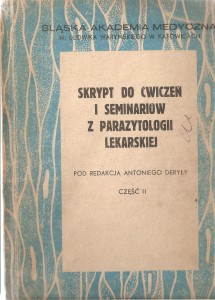 ŚLĄSKA AKADEMIA MEDYCZNA
IM. LUDWIKA WARYŃSKIEGO W KATOWICACH
SKRYPT DO ĆWICZEŃ
I SEMINARIÓW
Z PARAZYTOLOGII
LEKARSKIEJ
POD REDAKCJĄ ANTONIEGO DERYŁY
CZĘŚĆ II